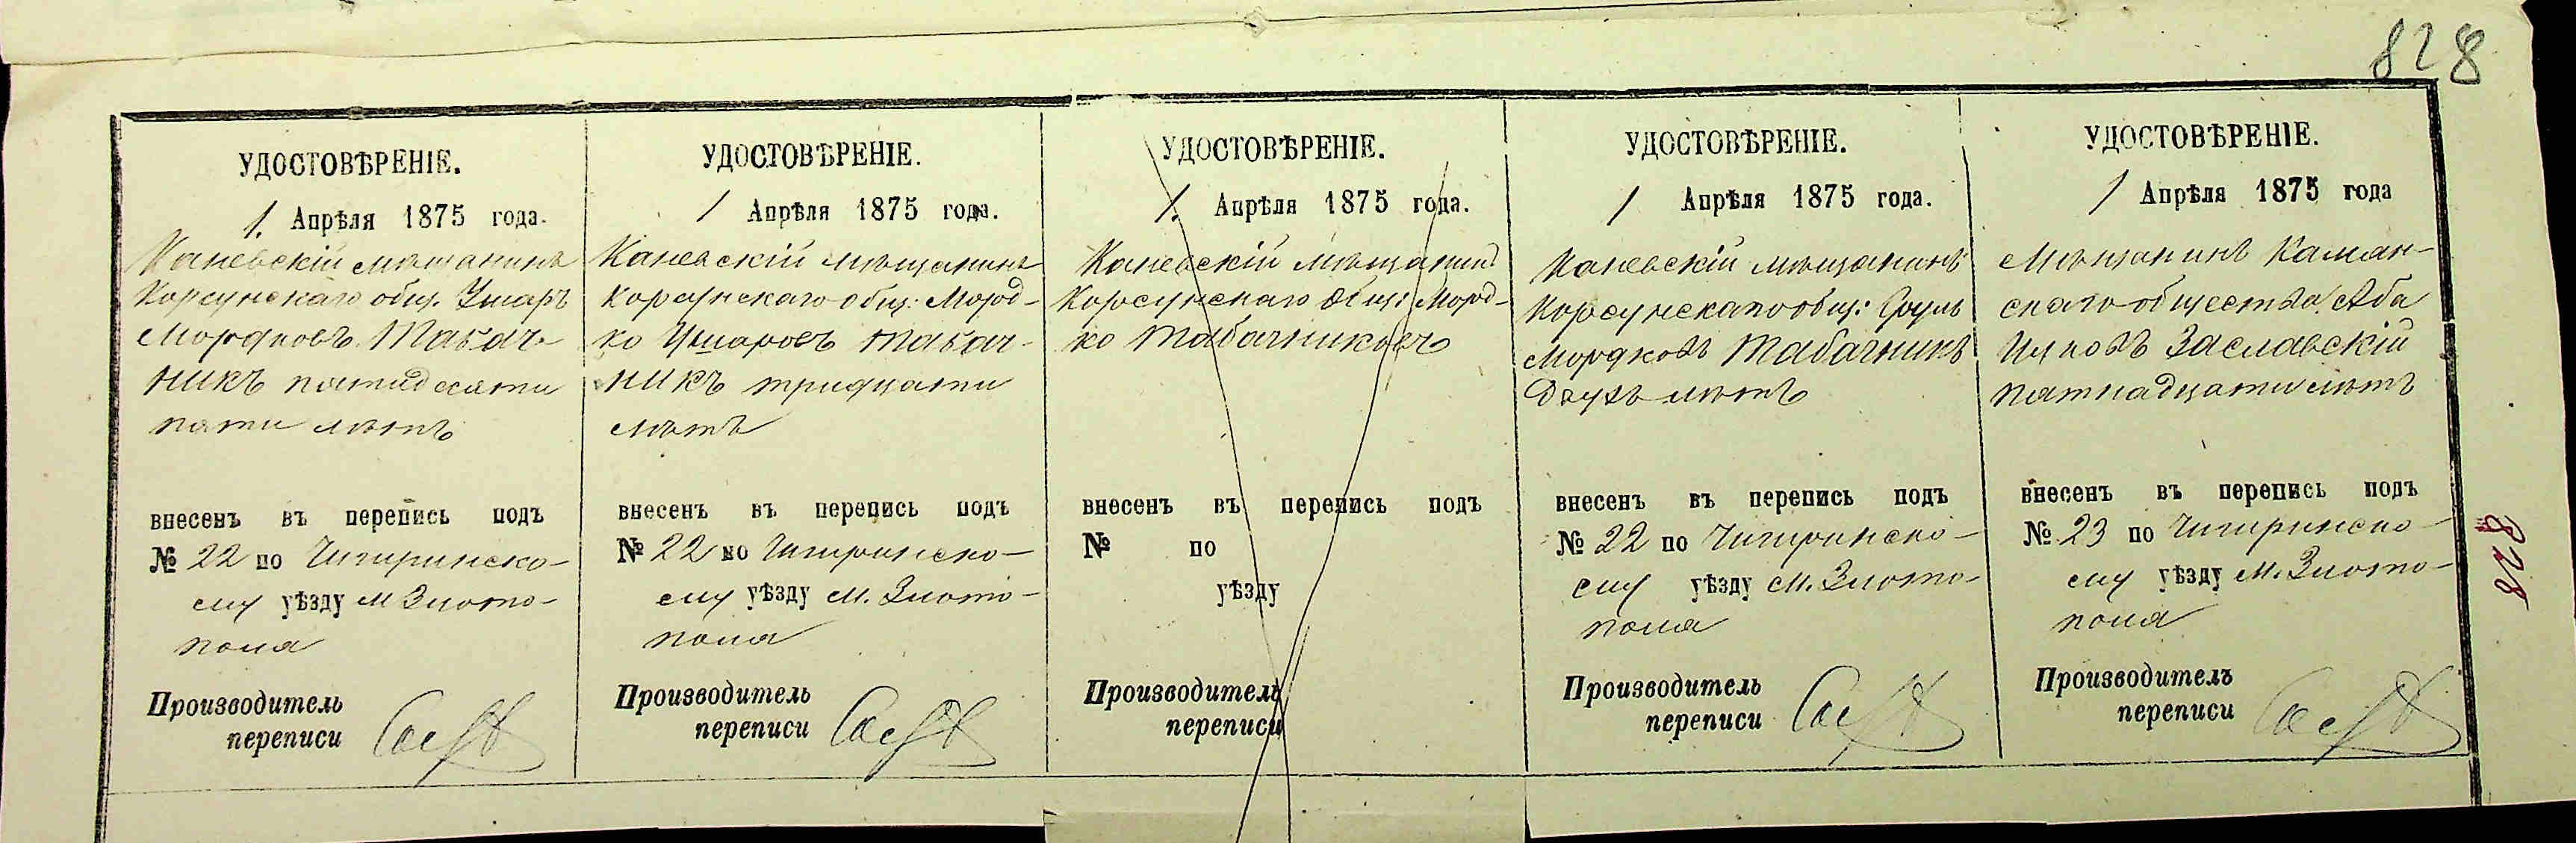 828
УДОСТОВѢРЕНІЕ.
1. Апрѣля 1875 года.
Каневскій мѣщанинъ
Корсунскаго общ. Умаръ
Мордковъ Табач-
никъ пятидесяти
пяти лѣтъ
внесенъ въ перепись подъ
№ 22 по Чигиринско-
му уѣзду м Злото-
поля
Производитель
переписи
УДОСТОВѢРЕНІЕ.
1 Апрѣля 1875 года.
Каневскій мѣщанинъ
Корсунскаго общ: Морд-
ко Умаровъ Табач-
никъ тридцати
лѣтъ
внесенъ въ перепись подъ
№ 22 по Чигиринско-
му уѣзду м. Злото-
поля
Производитель
переписи
УДОСТОВѢРЕНІЕ.
1. Апрѣля 1875 года.
Каневскій мѣщанинъ
Корсунскаго общ: Морд-
ко Табачниковъ
внесенъ въ перепись подъ
№ по
уѣзду
Производитель
переписи
УДОСТОВѢРЕНІЕ.
1 Апрѣля 1875 года.
Каневскій мѣщанинъ
Корсунскаго общ: Сруль
Мордковъ Табачникъ
двухъ лѣтъ
внесенъ въ перепись подъ
№ 22 по Чигиринско-
му уѣзду м. Злото-
поля
Производитель
переписи
УДОСТОВѢРЕНІЕ.
1 Апрѣля 1875 года
Мѣщанинъ
скаго общества Аба
Ицковъ Заславскій
пятнадцати лѣтъ
внесенъ въ перепись подъ
№ 23 по Чигиринско-
му уѣзду м. Злото-
поля
Производитель
переписи
828